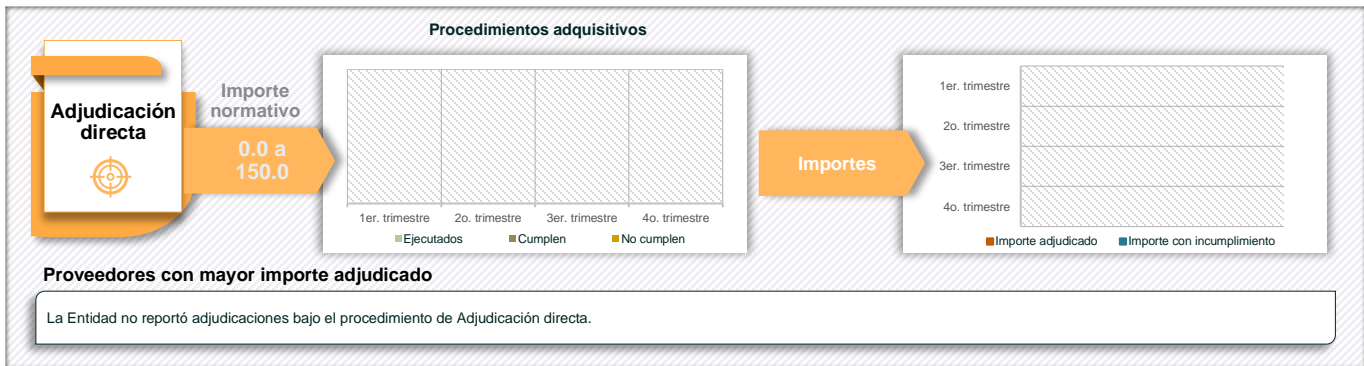 Procedimientos adquisitivos
Adjudicación
directa
Importe
normativo
0.0 a
150.0
1er. trimestre
2o. trimestre
3er. trimestre
4o. trimestre
Ejecutados
Cumplen
No cumplen
Importes
1er. trimestre
2o. trimestre
3er. trimestre
4o. trimestre
Importe adjudicado
Importe con incumplimiento
Proveedores con mayor importe adjudicado
La Entidad no reportó adjudicaciones bajo el procedimiento de Adjudicación directa.